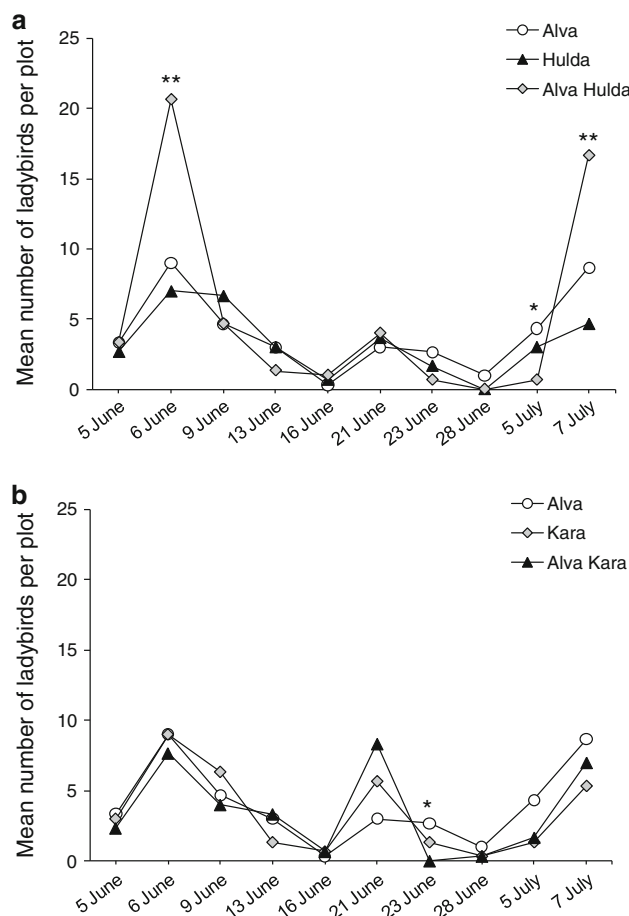 a
25
20
15
10
5
0
Mean number of ladybirds per plot
Alva
Hulda
Alva Hulda
**
**
*
5 June
6 June
9 June
13 June
16 June
21 June
23 June
28 June
5 July
7 July
b
25
20
15
10
5
0
Mean number of ladybirds per plot
Alva
Kara
Alva Kara
*
5 June
6 June
9 June
13 June
16 June
21 June
23 June
28 June
5 July
7 July